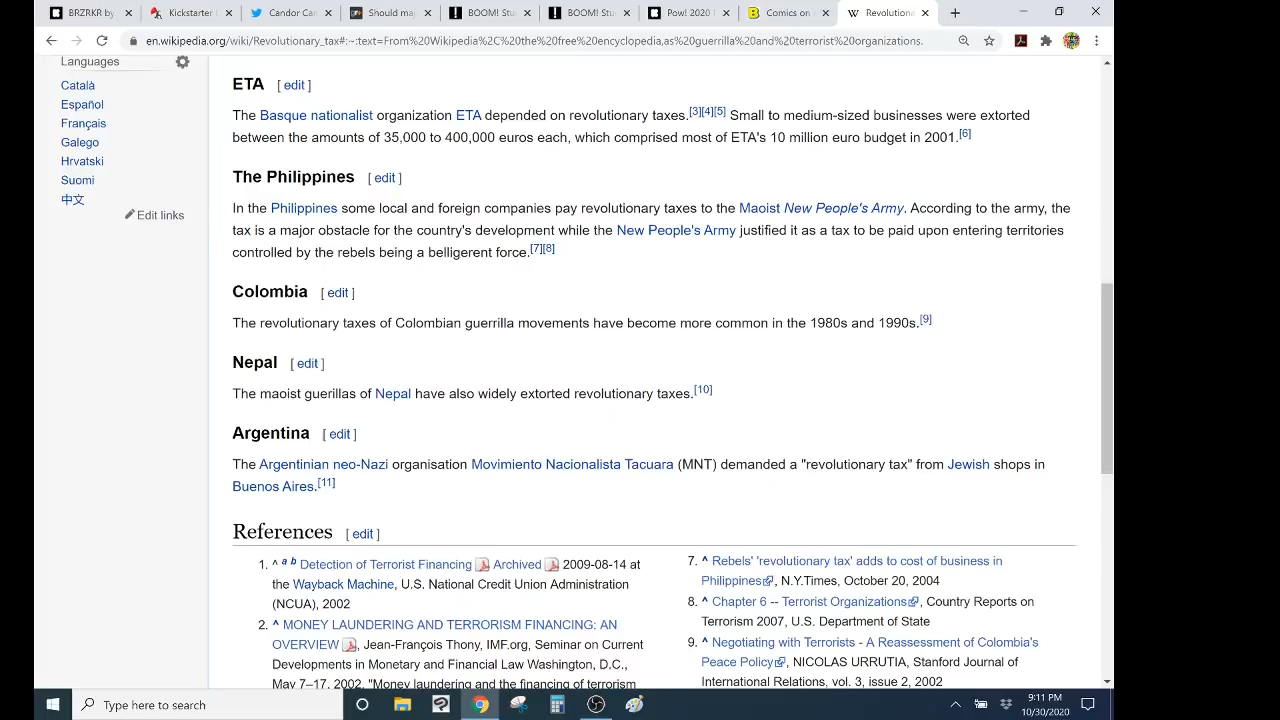 BRZRKR by
Kickstarter
Candor Can
Should ma
BOOM! Stu
BOOM! Stu
Pow! 2020
Comics on
Revolutiona
en.wikipedia.org/wiki/Revolutionary_tax#:~:text=From%20Wikipedia%2C%20the%20free%20encyclopedia,as%20guerrilla%20and%20terrorist%20organizations.
Languages
Català
Español
Français
Galego
Hrvatski
Suomi
中文
Edit links
ETA [ edit ]
The Basque nationalist organization ETA depended on revolutionary taxes.[3][4][5] Small to medium-sized businesses were extorted
between the amounts of 35,000 to 400,000 euros each, which comprised most of ETA's 10 million euro budget in 2001.[6]
The Philippines [ edit ]
In the Philippines some local and foreign companies pay revolutionary taxes to the Maoist New People's Army. According to the army, the
tax is a major obstacle for the country's development while the New People's Army justified it as a tax to be paid upon entering territories
controlled by the rebels being a belligerent force.[7][8]
Colombia [ edit ]
The revolutionary taxes of Colombian guerrilla movements have become more common in the 1980s and 1990s.[9]
Nepal [ edit ]
The maoist guerillas of Nepal have also widely extorted revolutionary taxes.[10]
Argentina [ edit ]
The Argentinian neo-Nazi organisation Movimiento Nacionalista Tacuara (MNT) demanded a "revolutionary tax" from Jewish shops in
Buenos Aires.[11]
References [ edit ]
1. ^ a b Detection of Terrorist Financing Archived 2009-08-14 at
the Wayback Machine, U.S. National Credit Union Administration
(NCUA), 2002
2. ^ MONEY LAUNDERING AND TERRORISM FINANCING: AN
OVERVIEW, Jean-François Thony, IMF.org, Seminar on Current
Developments in Monetary and Financial Law Washington, D.C.,
May 7–17, 2002, "Money laundering and the financing of terrorism
7. ^ Rebels' 'revolutionary tax' adds to cost of business in
Philippines, N.Y.Times, October 20, 2004
8. ^ Chapter 6 -- Terrorist Organizations, Country Reports on
Terrorism 2007, U.S. Department of State
9. ^ Negotiating with Terrorists - A Reassessment of Colombia's
Peace Policy, NICOLAS URRUTIA, Stanford Journal of
International Relations, vol. 3, issue 2, 2002
Type here to search
9:11 PM
10/30/2020